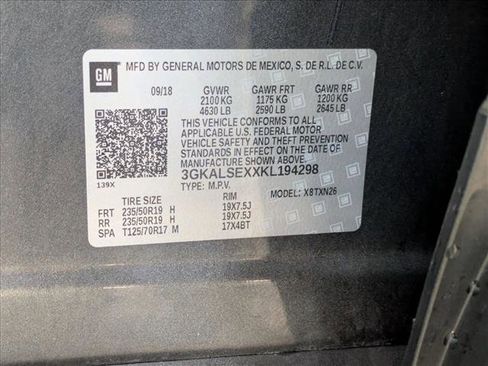 GM
MFD BY GENERAL MOTORS DE MEXICO, S. DE R.L. DE C.V.
09/18 GVWR GAWR FRT GAWR RR
2100 KG 1175 KG 1200 KG
4630 LB 2590 LB 2645 LB
THIS VEHICLE CONFORMS TO ALL
APPLICABLE U.S. FEDERAL MOTOR
VEHICLE SAFETY AND THEFT PREVENTION
STANDARDS IN EFFECT ON THE DATE
OF MANUFACTURE SHOWN ABOVE.
3GKALSEXXKL194298
139X
TYPE: M.P.V. MODEL: X8TXN26
TIRE SIZE RIM
FRT 235/50R19 H 19X7.5J
RR 235/50R19 H 19X7.5J
SPA T125/70R17 M 17X4BT